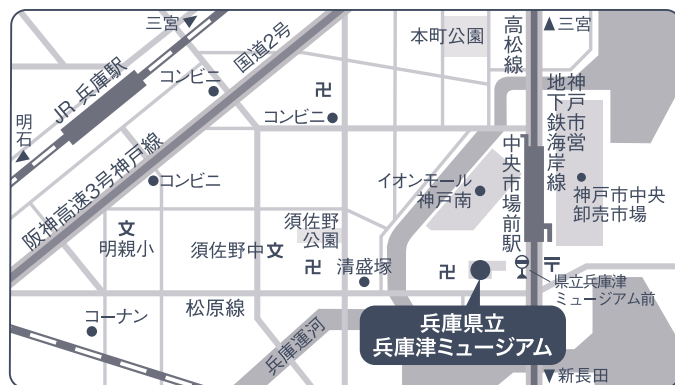 三宮
国道2号
本町公園
高松線
三宮
JR 兵庫駅
コンビニ
コンビニ
神戸市営
地下鉄海岸線
明石
阪神高速3号神戸線
コンビニ
イオンモール
神戸南
中央市場前駅
神戸市中央
卸売市場
明親小
須佐野中
須佐野
公園
清盛塚
県立兵庫津
ミュージアム前
コーナン
松原線
兵庫運河
兵庫県立
兵庫津ミュージアム
新長田